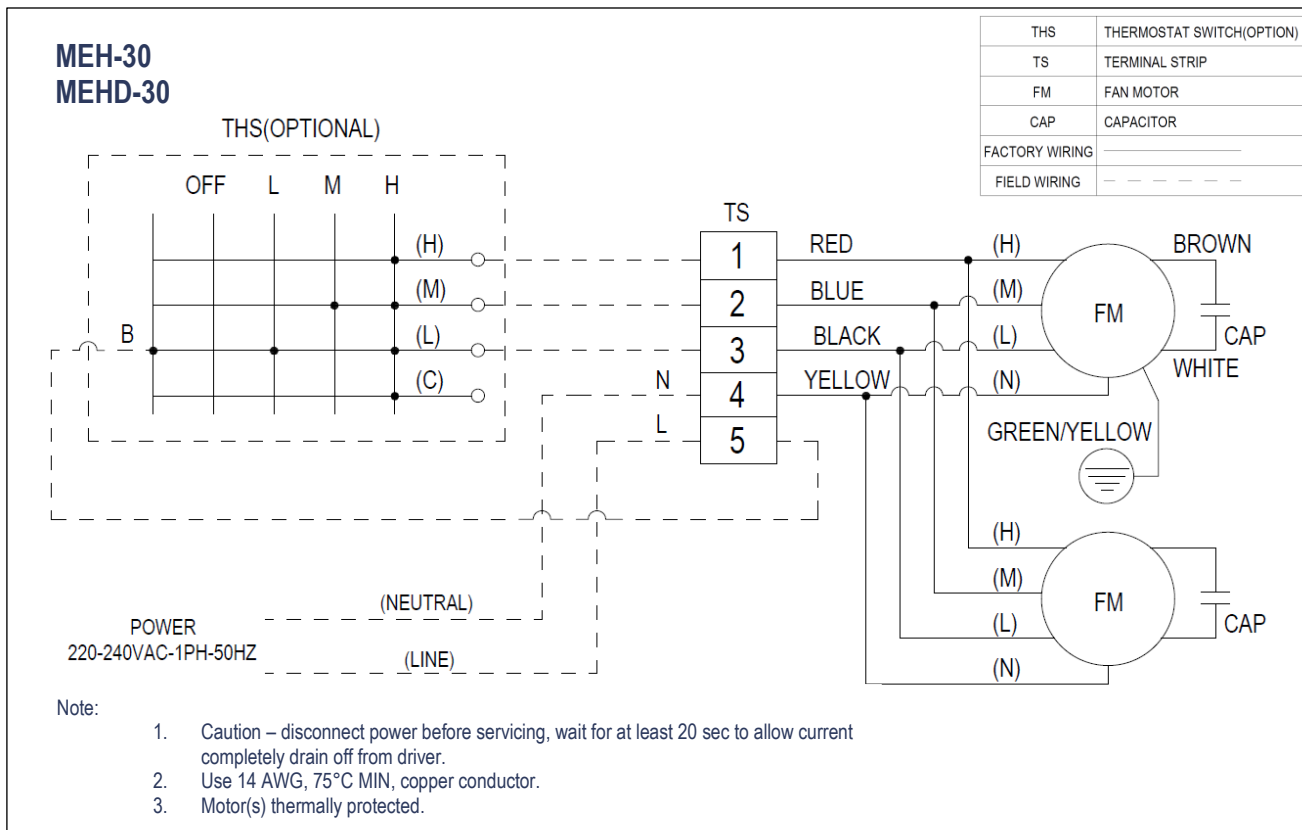 MEH-30
MEHD-30
THS THERMOSTAT SWITCH(OPTION)
TS TERMINAL STRIP
FM FAN MOTOR
CAP CAPACITOR
FACTORY WIRING
FIELD WIRING
THS(OPTIONAL)
OFF L M H
(H)
(M)
B (L)
(C)
TS
1 RED (H)
2 BLUE (M)
3 BLACK (L)
N 4 YELLOW (N)
L 5
FM
BROWN
CAP
WHITE
GREEN/YELLOW
(H)
(M)
(L)
(N)
FM
CAP
POWER
220-240VAC-1PH-50HZ
(NEUTRAL)
(LINE)
Note:
1. Caution – disconnect power before servicing, wait for at least 20 sec to allow current
completely drain off from driver.
2. Use 14 AWG, 75°C MIN, copper conductor.
3. Motor(s) thermally protected.